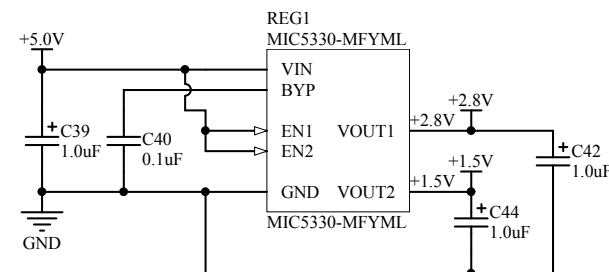 REG1
MIC5330-MFYML
+5.0V
VIN
BYP
EN1
EN2
GND
VOUT1
VOUT2
MIC5330-MFYML
+ C39
1.0uF
C40
0.1uF
GND
+2.8V
+2.8V
+1.5V
+1.5V
+ C42
1.0uF
+ C44
1.0uF